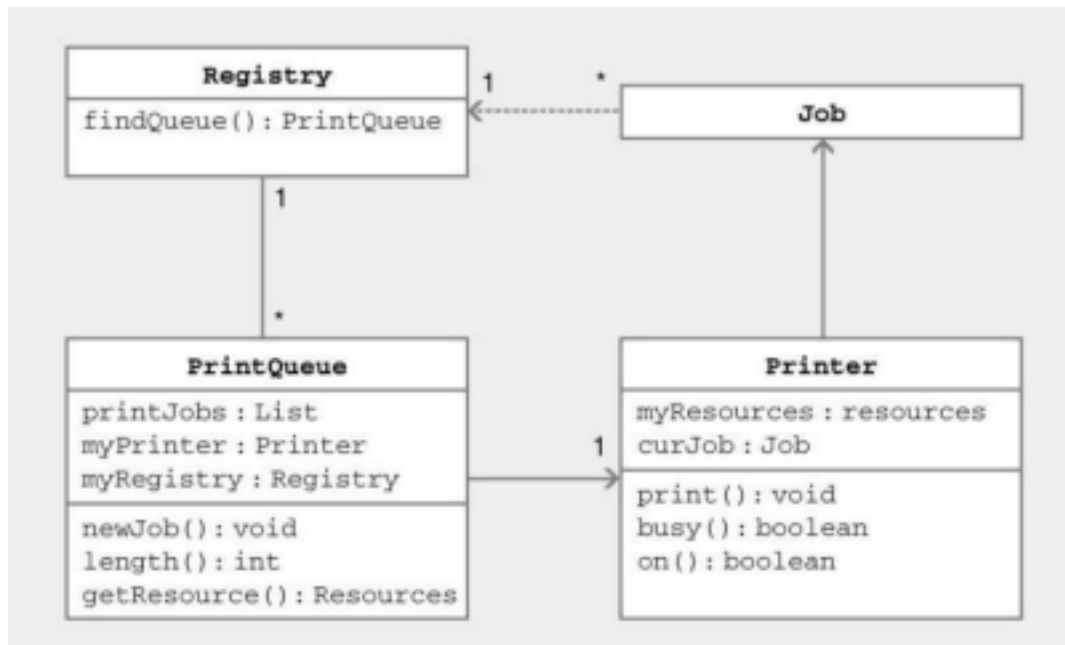 Registry
findQueue(): PrintQueue
1
*
Job
1
*
PrintQueue
printJobs : List
myPrinter : Printer
myRegistry : Registry
newJob(): void
length(): int
getResource(): Resources
1
Printer
myResources : resources
curJob : Job
print(): void
busy(): boolean
on(): boolean